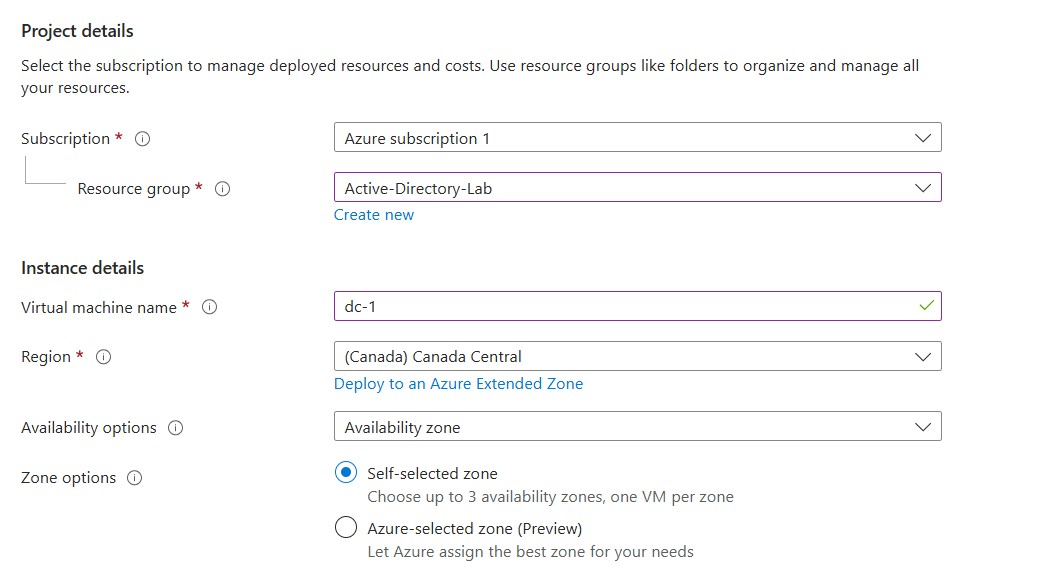 Project details
Select the subscription to manage deployed resources and costs. Use resource groups like folders to organize and manage all
your resources.
Subscription *
Azure subscription 1
Resource group *
Active-Directory-Lab
Create new
Instance details
Virtual machine name *
dc-1
Region *
(Canada) Canada Central
Deploy to an Azure Extended Zone
Availability options
Availability zone
Zone options
Self-selected zone
Choose up to 3 availability zones, one VM per zone
Azure-selected zone (Preview)
Let Azure assign the best zone for your needs